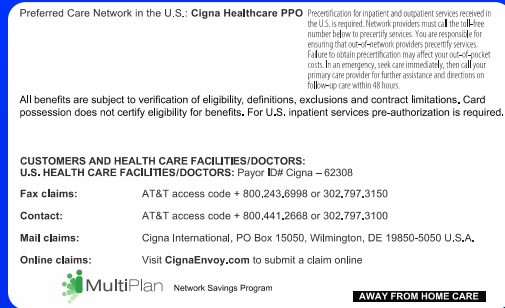 Preferred Care Network in the U.S.: Cigna Healthcare PPO
Precertification for inpatient and outpatient services received in
the U.S. is required. Network providers must call the toll-free
number below to precertify services. You are responsible for
ensuring that out-of-network providers precertify services.
Failure to obtain precertification may affect your out-of-pocket
costs. In an emergency, seek care immediately, then call your
primary care provider for further assistance and directions on
follow-up care within 48 hours.
All benefits are subject to verification of eligibility, definitions, exclusions and contract limitations. Card
possession does not certify eligibility for benefits. For U.S. inpatient services pre-authorization is required.
CUSTOMERS AND HEALTH CARE FACILITIES/DOCTORS:
U.S. HEALTH CARE FACILITIES/DOCTORS: Payor ID# Cigna – 62308
Fax claims: AT&T access code + 800.243.6998 or 302.797.3150
Contact: AT&T access code + 800.441.2668 or 302.797.3100
Mail claims: Cigna International, PO Box 15050, Wilmington, DE 19850-5050 U.S.A.
Online claims: Visit CignaEnvoy.com to submit a claim online
MultiPlan Network Savings Program
AWAY FROM HOME CARE